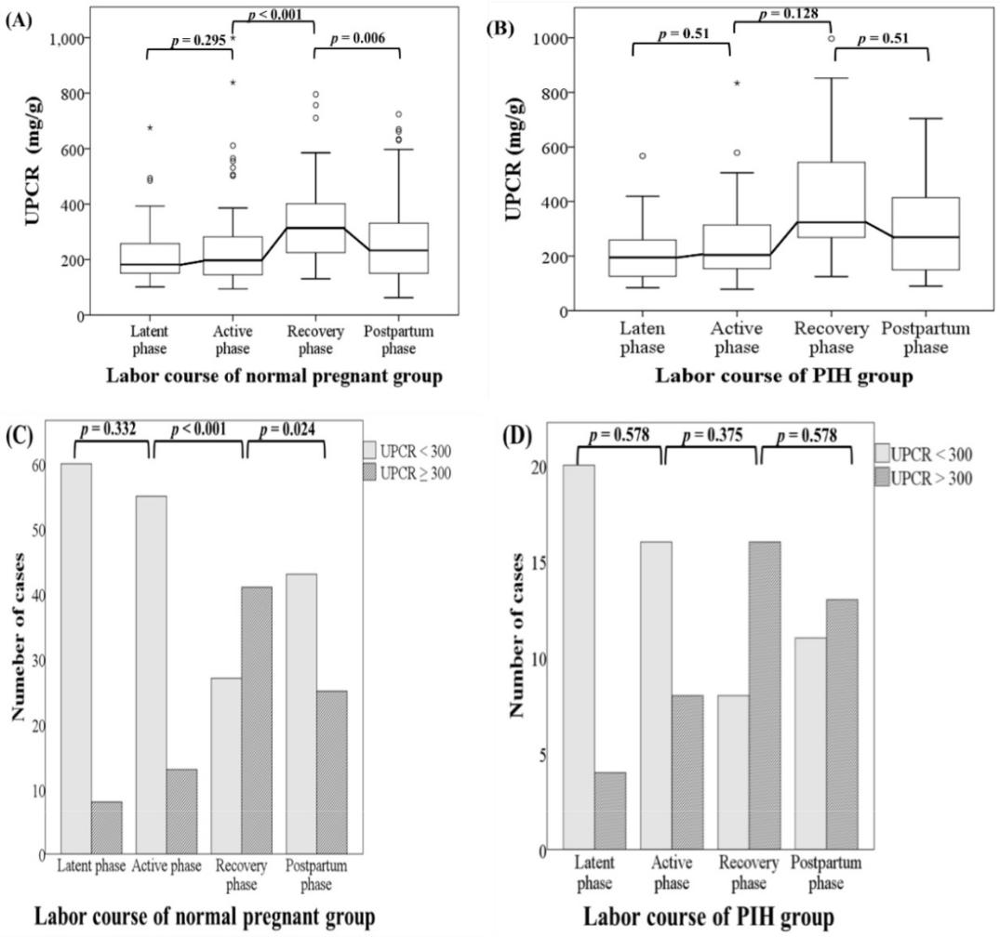 (A)
p < 0.001
p = 0.295
p = 0.006
1,000
800
600
400
200
0
UPCR (mg/g)
Latent phase
Active phase
Recovery phase
Postpartum phase
Labor course of normal pregnant group
(B)
p = 0.128
p = 0.51
p = 0.51
1000
800
600
400
200
0
UPCR (mg/g)
Laten phase
Active phase
Recovery phase
Postpartum phase
Labor course of PIH group
(C)
p = 0.332
p < 0.001
p = 0.024
UPCR < 300
UPCR ≥ 300
60
50
40
30
20
10
0
Numeber of cases
Latent phase
Active phase
Recovery phase
Postpartum phase
Labor course of normal pregnant group
(D)
p = 0.578
p = 0.375
p = 0.578
UPCR < 300
UPCR > 300
20
15
10
5
0
Number of cases
Latent phase
Active phase
Recovery phase
Postpartum phase
Labor course of PIH group